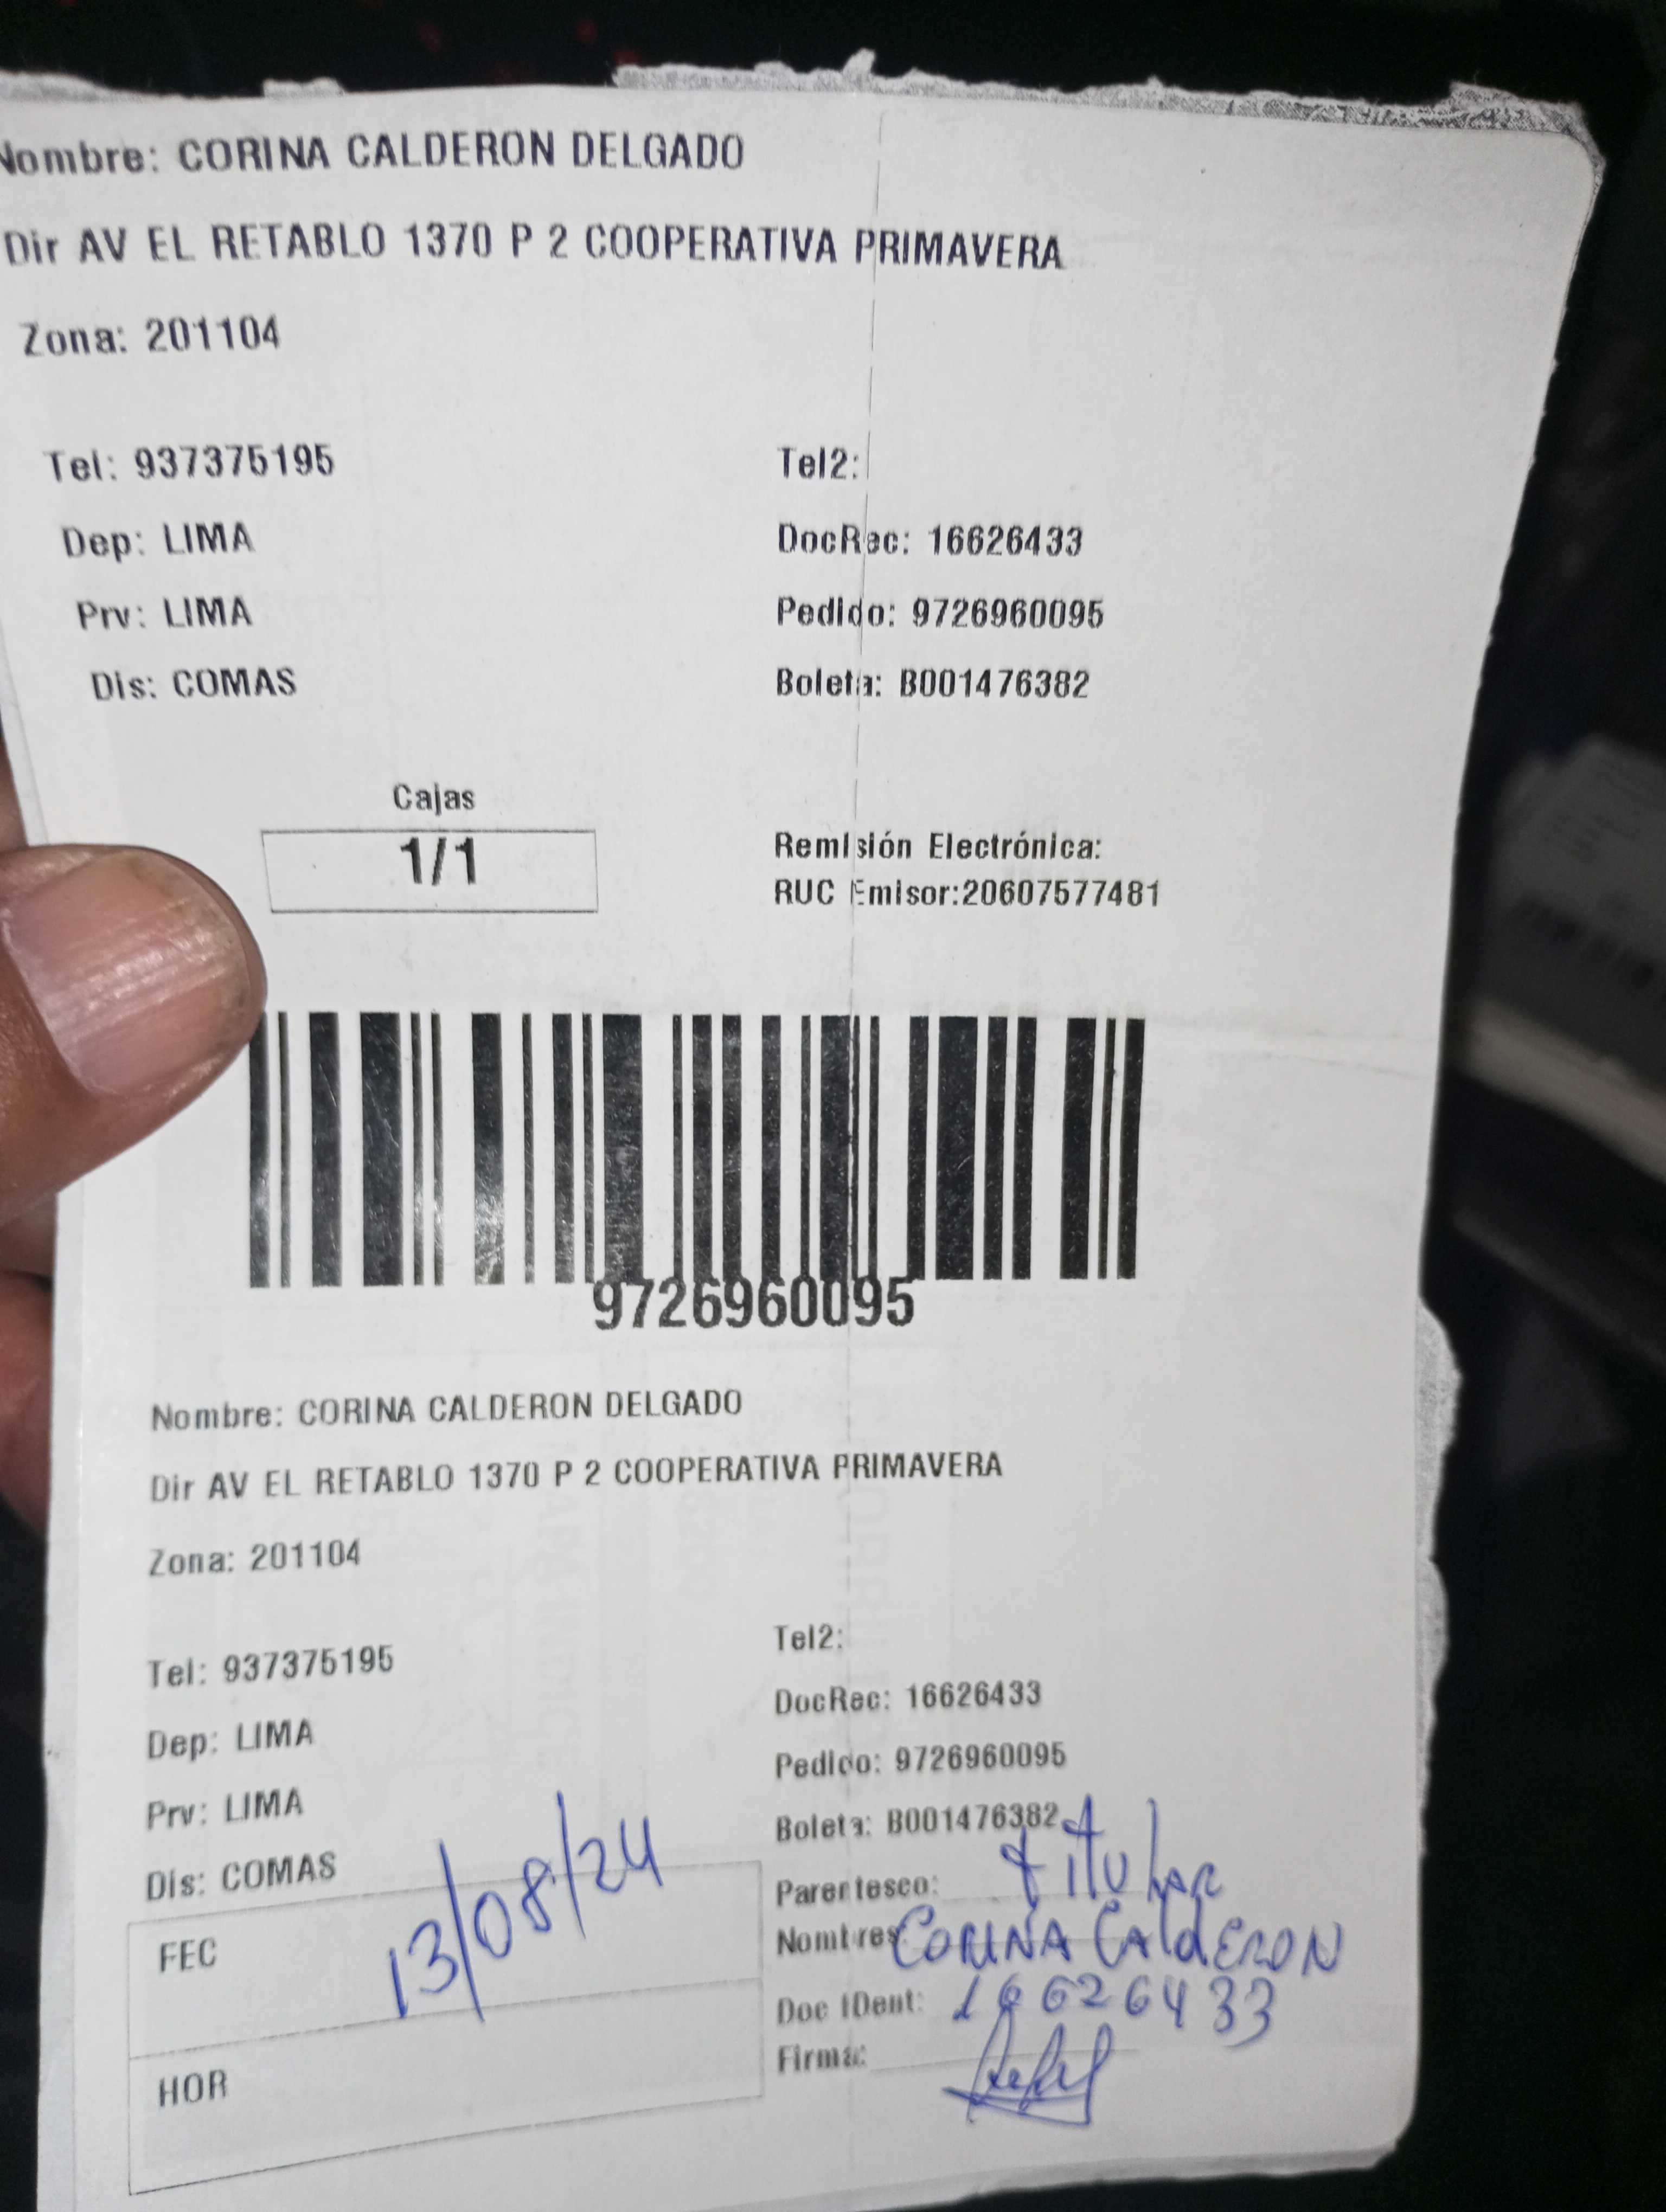 Nombre: CORINA CALDERON DELGADO
Dir AV EL RETABLO 1370 P 2 COOPERATIVA PRIMAVERA
Zona: 201104
Tel: 937375195 Tel2:
Dep: LIMA DocRec: 16626433
Prv: LIMA Pedido: 9726960095
Dis: COMAS Boleta: B001476382
Cajas
1/1
Remisión Electrónica:
RUC Emisor:20607577481
9726960095
Nombre: CORINA CALDERON DELGADO
Dir AV EL RETABLO 1370 P 2 COOPERATIVA PRIMAVERA
Zona: 201104
Tel2:
Tel: 937375195
DocRec: 16626433
Dep: LIMA
Pedido: 9726960095
Prv: LIMA
Boleta: B001476382
Dis: COMAS
Parentesco: titular
FEC 13/08/24
Nombres: CORINA CAldERON
Doc IDent: 16626433
Firma:
HOR